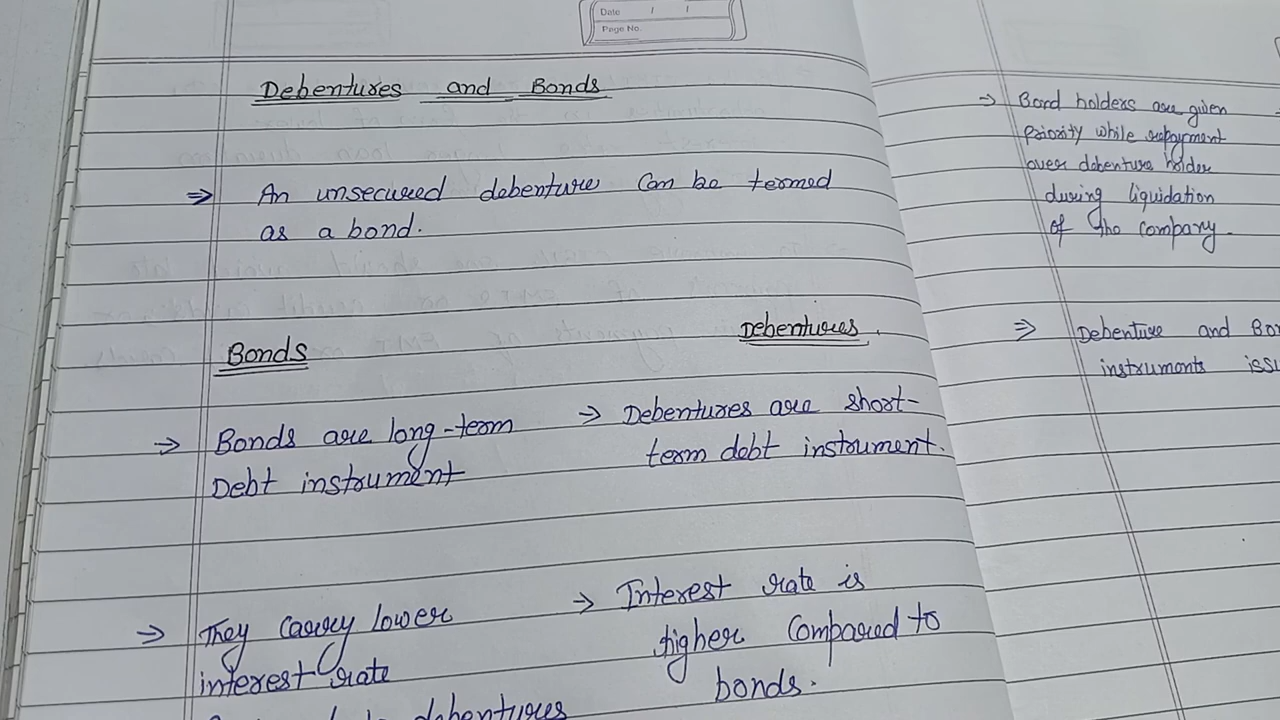 Date / /
Page No.
Debentures and Bonds
⇒ An unsecured debenture can be termed
as a bond.
Bonds
Debentures.
→ Bonds are long-term
Debt instrument
→ Debentures are short-
term debt instrument.
⇒ They carry lower
interest rate
debentures
→ Interest rate is
higher compared to
bonds.
→ Bond holders are given
priority while repayment
over debenture holder
during liquidation
of the company.
⇒ Debenture and
instruments